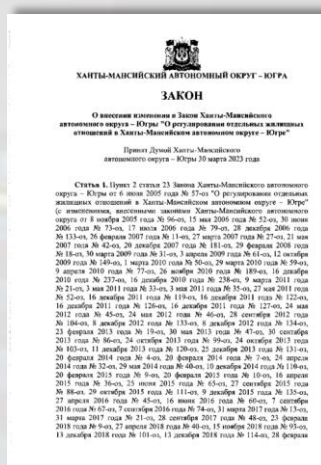 ХАНТЫ-МАНСИЙСКИЙ АВТОНОМНЫЙ ОКРУГ – ЮГРА
ЗАКОН
О внесении изменения в Закон Ханты-Мансийского
автономного округа – Югры "О регулировании отдельных жилищных
отношений в Ханты-Мансийском автономном округе – Югре"
Принят Думой Ханты-Мансийского
автономного округа – Югры 30 марта 2023 года
Статья 1. Пункт 2 статьи 23 Закона Ханты-Мансийского автономного
округа – Югры от 6 июля 2005 года № 57-оз "О регулировании отдельных
жилищных отношений в Ханты-Мансийском автономном округе – Югре"
(с изменениями, внесенными законами Ханты-Мансийского автономного
округа от 8 ноября 2005 года № 96-оз, 15 мая 2006 года № 52-оз, 30 июня
2006 года № 73-оз, 17 июля 2006 года № 79-оз, 28 декабря 2006 года
№ 133-оз, 26 февраля 2007 года № 11-оз, 27 марта 2007 года № 27-оз, 21 мая
2007 года № 42-оз, 20 декабря 2007 года № 181-оз, 29 февраля 2008 года
№ 18-оз, 30 марта 2009 года № 31-оз, 3 апреля 2009 года № 61-оз, 12 октября
2009 года № 149-оз, 1 марта 2010 года № 50-оз, 29 марта 2010 года № 59-оз,
9 апреля 2010 года № 77-оз, 26 ноября 2010 года № 189-оз, 16 декабря
2010 года № 237-оз, 16 декабря 2010 года № 238-оз, 9 марта 2011 года
№ 21-оз, 3 мая 2011 года № 33-оз, 3 мая 2011 года № 35-оз, 27 мая 2011 года
№ 52-оз, 16 декабря 2011 года № 119-оз, 16 декабря 2011 года № 122-оз,
16 декабря 2011 года № 126-оз, 16 декабря 2011 года № 127-оз, 24 мая
2012 года № 45-оз, 24 мая 2012 года № 46-оз, 28 сентября 2012 года
№ 104-оз, 8 декабря 2012 года № 133-оз, 8 декабря 2012 года № 134-оз,
23 февраля 2013 года № 19-оз, 30 мая 2013 года № 47-оз, 30 сентября
2013 года № 86-оз, 24 октября 2013 года № 99-оз, 24 октября 2013 года
№ 103-оз, 11 декабря 2013 года № 120-оз, 25 декабря 2013 года № 131-оз,
20 февраля 2014 года № 4-оз, 20 февраля 2014 года № 7-оз, 24 апреля
2014 года № 32-оз, 29 мая 2014 года № 40-оз, 10 декабря 2014 года № 110-оз,
20 февраля 2015 года № 9-оз, 20 февраля 2015 года № 10-оз, 16 апреля
2015 года № 36-оз, 25 июня 2015 года № 65-оз, 27 сентября 2015 года
№ 88-оз, 29 октября 2015 года № 111-оз, 9 декабря 2015 года № 135-оз,
27 апреля 2016 года № 45-оз, 16 июня 2016 года № 60-оз, 7 сентября
2016 года № 62-оз, 7 сентября 2016 года № 74-оз, 31 марта 2017 года № 13-оз,
31 марта 2017 года № 21-оз, 28 сентября 2017 года № 48-оз, 23 февраля
2018 года № 9-оз, 27 апреля 2018 года № 40-оз, 15 ноября 2018 года № 93-оз,
13 декабря 2018 года № 101-оз, 13 декабря 2018 года № 114-оз, 28 февраля